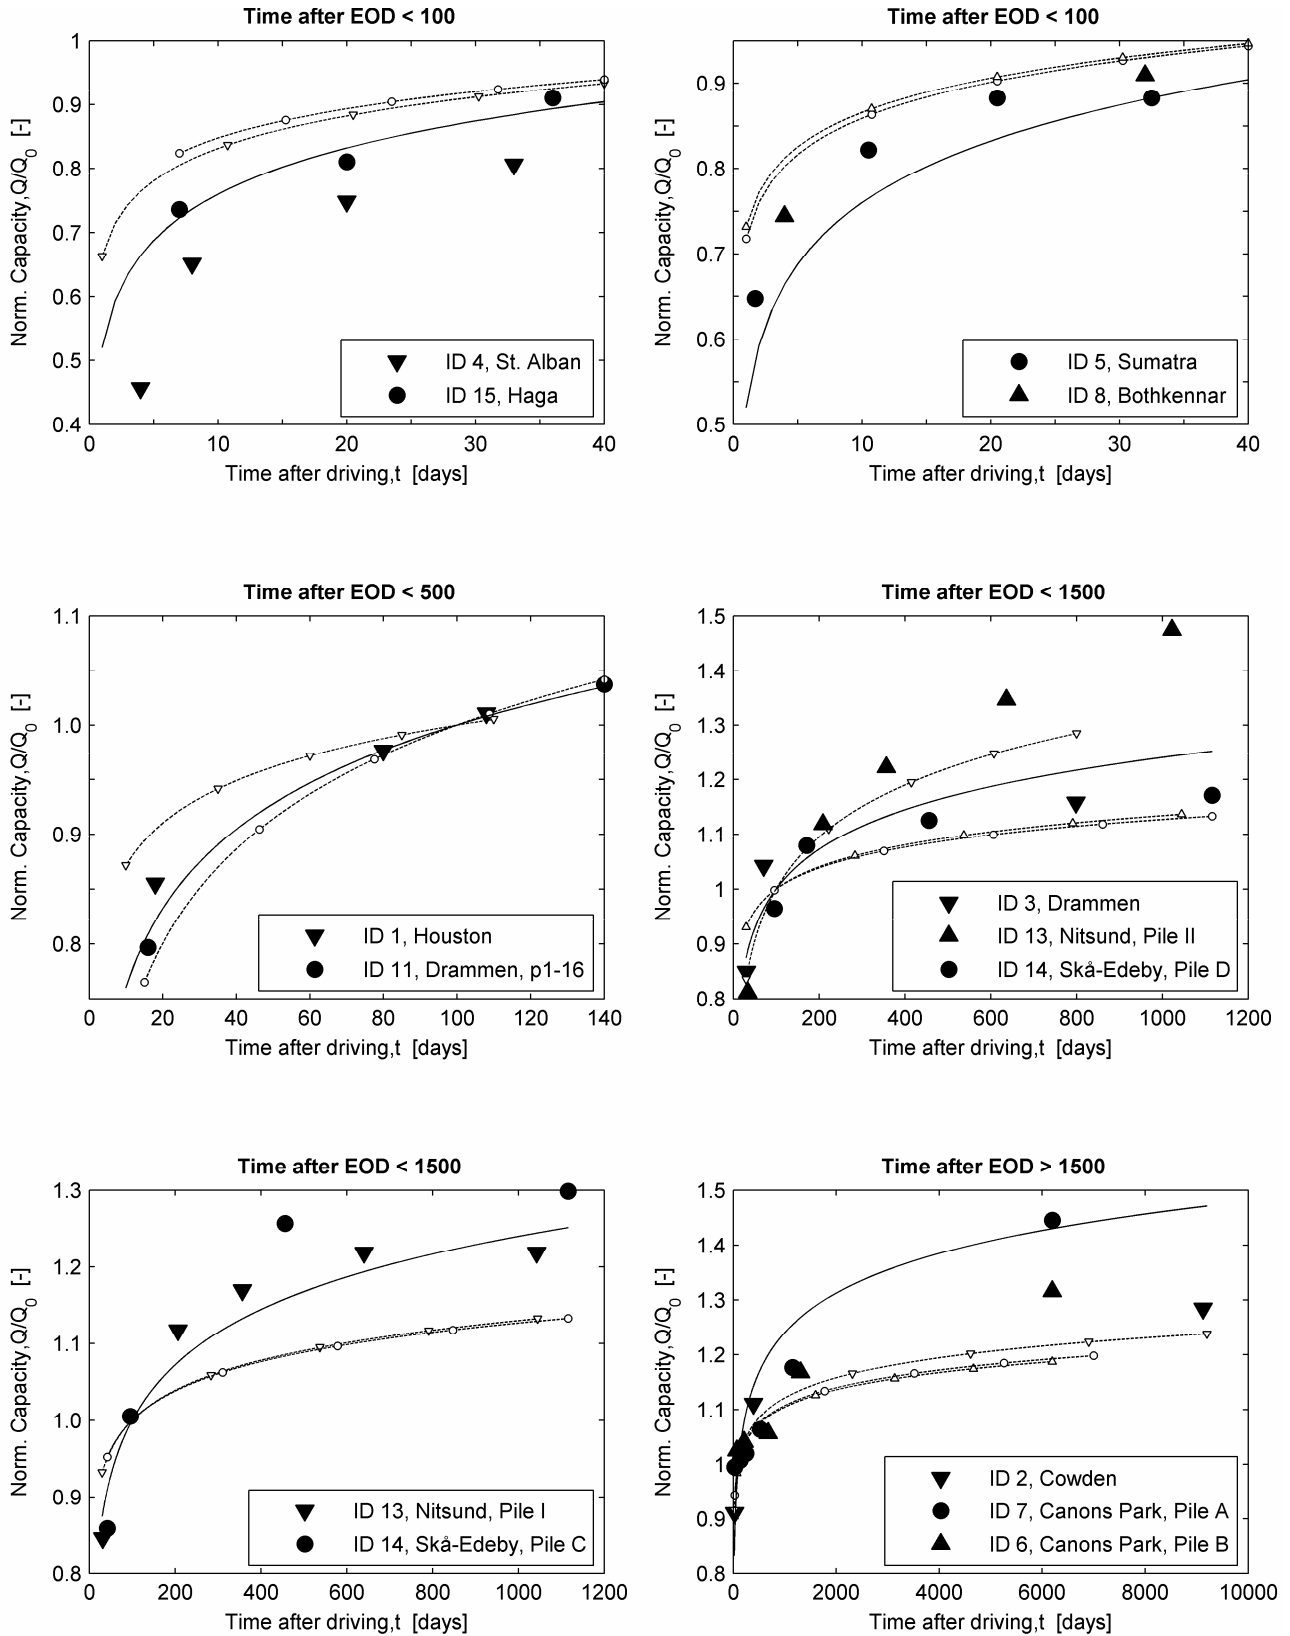 Time after EOD < 100
Norm. Capacity,Q/Q0 [-]
1
0.9
0.8
0.7
0.6
0.5
0.4
ID 4, St. Alban
ID 15, Haga
0 10 20 30 40
Time after driving,t [days]
Time after EOD < 100
Norm. Capacity,Q/Q0 [-]
0.9
0.8
0.7
0.6
0.5
ID 5, Sumatra
ID 8, Bothkennar
0 10 20 30 40
Time after driving,t [days]
Time after EOD < 500
Norm. Capacity,Q/Q0 [-]
1.1
1.0
0.9
0.8
ID 1, Houston
ID 11, Drammen, p1-16
0 20 40 60 80 100 120 140
Time after driving,t [days]
Time after EOD < 1500
Norm. Capacity,Q/Q0 [-]
1.5
1.4
1.3
1.2
1.1
1
0.9
0.8
ID 3, Drammen
ID 13, Nitsund, Pile II
ID 14, Skå-Edeby, Pile D
0 200 400 600 800 1000 1200
Time after driving,t [days]
Time after EOD < 1500
Norm. Capacity,Q/Q0 [-]
1.3
1.2
1.1
1.0
0.9
0.8
ID 13, Nitsund, Pile I
ID 14, Skå-Edeby, Pile C
0 200 400 600 800 1000 1200
Time after driving,t [days]
Time after EOD > 1500
Norm. Capacity,Q/Q0 [-]
1.5
1.4
1.3
1.2
1.1
1
0.9
0.8
ID 2, Cowden
ID 7, Canons Park, Pile A
ID 6, Canons Park, Pile B
0 2000 4000 6000 8000 10000
Time after driving,t [days]